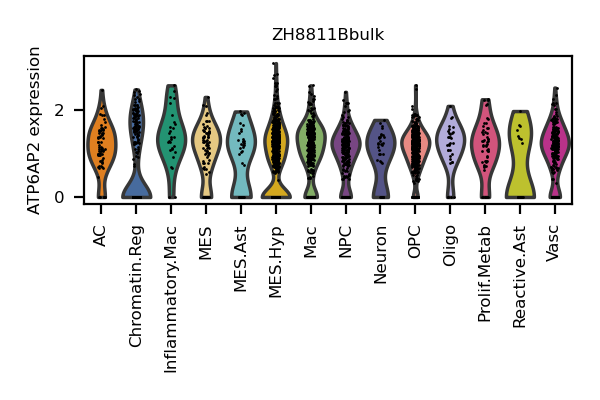 ZH8811Bbulk
ATP6AP2 expression
2
0
AC
Chromatin.Reg
Inflammatory.Mac
MES
MES.Ast
MES.Hyp
Mac
NPC
Neuron
OPC
Oligo
Prolif.Metab
Reactive.Ast
Vasc